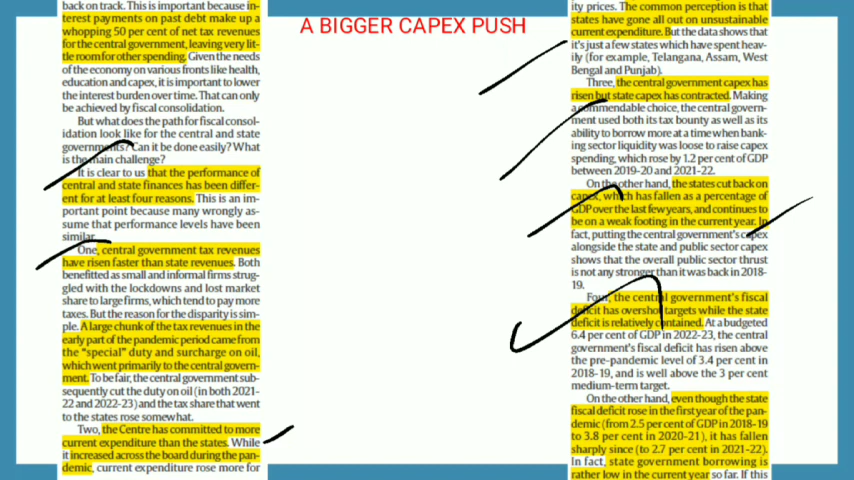 A BIGGER CAPEX PUSH
back on track. This is important because in-
terest payments on past debt make up a
whopping 50 per cent of net tax revenues
for the central government, leaving very lit-
tle room for other spending. Given the needs
of the economy on various fronts like health,
education and capex, it is important to lower
the interest burden over time. That can only
be achieved by fiscal consolidation.
But what does the path for fiscal consol-
idation look like for the central and state
governments? Can it be done easily? What
is the main challenge?
It is clear to us that the performance of
central and state finances has been differ-
ent for at least four reasons. This is an im-
portant point because many wrongly as-
sume that performance levels have been
similar.
One, central government tax revenues
have risen faster than state revenues. Both
benefitted as small and informal firms strug-
gled with the lockdowns and lost market
share to large firms, which tend to pay more
taxes. But the reason for the disparity is sim-
ple. A large chunk of the tax revenues in the
early part of the pandemic period came from
the "special" duty and surcharge on oil,
which went primarily to the central govern-
ment. To be fair, the central government sub-
sequently cut the duty on oil (in both 2021-
22 and 2022-23) and the tax share that went
to the states rose somewhat.
Two, the Centre has committed to more
current expenditure than the states. While
it increased across the board during the pan-
demic, current expenditure rose more for
ity prices. The common perception is that
states have gone all out on unsustainable
current expenditure. But the data shows that
it's just a few states which have spent heav-
ily (for example, Telangana, Assam, West
Bengal and Punjab).
Three, the central government capex has
risen but state capex has contracted. Making
a commendable choice, the central govern-
ment used both its tax bounty as well as its
ability to borrow more at a time when bank-
ing sector liquidity was loose to raise capex
spending, which rose by 1.2 per cent of GDP
between 2019-20 and 2021-22.
On the other hand, the states cut back on
capex, which has fallen as a percentage of
GDP over the last few years, and continues to
be on a weak footing in the current year. In
fact, putting the central government's capex
alongside the state and public sector capex
shows that the overall public sector thrust
is not any stronger than it was back in 2018-
19.
Four, the central government's fiscal
deficit has overshot targets while the state
deficit is relatively contained. At a budgeted
6.4 per cent of GDP in 2022-23, the central
government's fiscal deficit has risen above
the pre-pandemic level of 3.4 per cent in
2018-19, and is well above the 3 per cent
medium-term target.
On the other hand, even though the state
fiscal deficit rose in the first year of the pan-
demic (from 2.5 per cent of GDP in 2018-19
to 3.8 per cent in 2020-21), it has fallen
sharply since (to 2.7 per cent in 2021-22).
In fact, state government borrowing is
rather low in the current year so far. If this